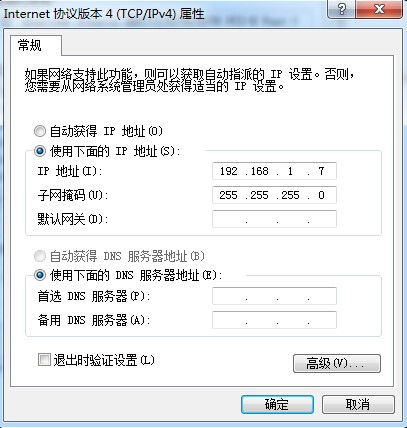 Internet 协议版本 4 (TCP/IPv4) 属性
常规
如果网络支持此功能，则可以获取自动指派的 IP 设置。否则，
您需要从网络系统管理员处获得适当的 IP 设置。
自动获得 IP 地址(O)
使用下面的 IP 地址(S):
IP 地址(I): 192 .168 . 1 . 7
子网掩码(U): 255 .255 .255 . 0
默认网关(D): . . .
自动获得 DNS 服务器地址(B)
使用下面的 DNS 服务器地址(E):
首选 DNS 服务器(P): . . .
备用 DNS 服务器(A): . . .
退出时验证设置(L)
高级(V)...
确定 取消